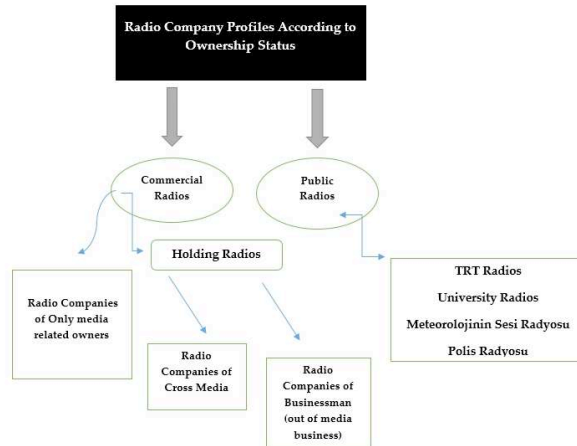 Radio Company Profiles According to
Ownership Status
Commercial
Radios
Public
Radios
Holding Radios
Radio Companies
of Only media
related owners
Radio
Companies of
Cross Media
Radio
Companies of
Businessman
(out of media
business)
TRT Radios
University Radios
Meteorolojinin Sesi Radyosu
Polis Radyosu